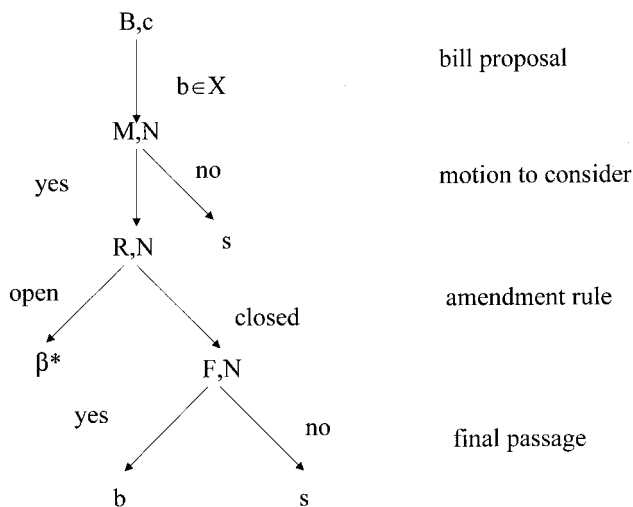 B,c
bill proposal
b∈X
M,N
yes
no
motion to consider
R,N
s
open
closed
amendment rule
β*
F,N
yes
no
final passage
b
s